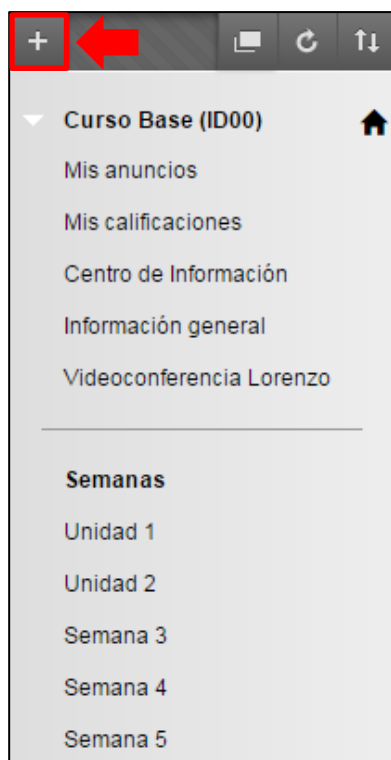 Curso Base (ID00)
Mis anuncios
Mis calificaciones
Centro de Información
Información general
Videoconferencia Lorenzo
Semanas
Unidad 1
Unidad 2
Semana 3
Semana 4
Semana 5